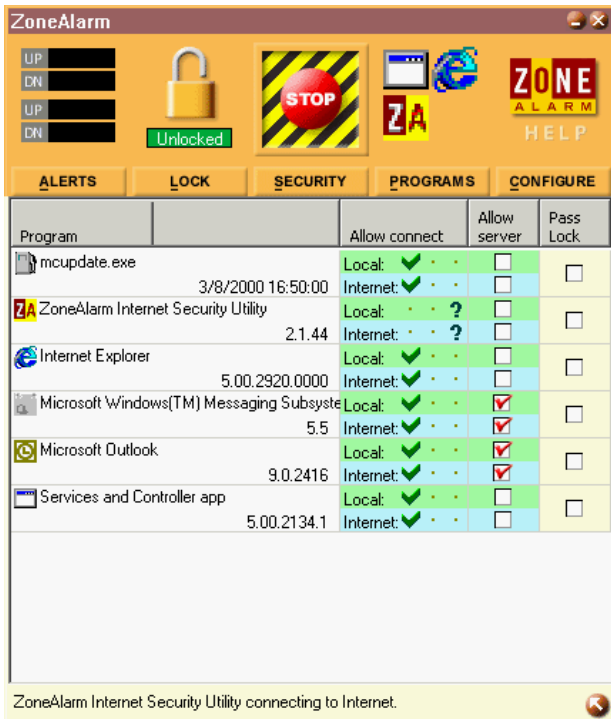 ZoneAlarm
UP
DN
UP
DN
Unlocked
STOP
ZA
ZONE
ALARM
HELP
ALERTS
LOCK
SECURITY
PROGRAMS
CONFIGURE
Program
Allow connect
Allow server
Pass Lock
mcupdate.exe
3/8/2000 16:50:00
Local:
Internet:
ZA ZoneAlarm Internet Security Utility
2.1.44
Local: ?
Internet: ?
Internet Explorer
5.00.2920.0000
Local:
Internet:
Microsoft Windows(TM) Messaging Subsyste
5.5
Local:
Internet:
Microsoft Outlook
9.0.2416
Local:
Internet:
Services and Controller app
5.00.2134.1
Local:
Internet:
ZoneAlarm Internet Security Utility connecting to Internet.